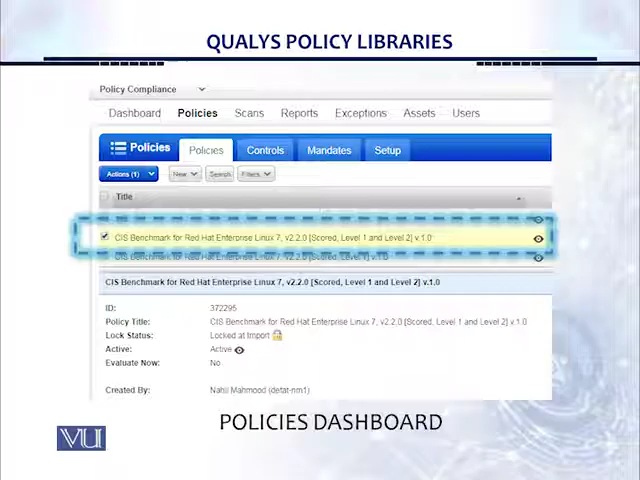 QUALYS POLICY LIBRARIES
Policy Compliance
Dashboard Policies Scans Reports Exceptions Assets Users
Policies Policies Controls Mandates Setup
Actions (1) New Search Filters
Title
CIS Benchmark for Red Hat Enterprise Linux 7, v2.2.0 [Scored, Level 1 and Level 2] v.1.0
CIS Benchmark for Red Hat Enterprise Linux 7, v2.2.0 [Scored, Level 1 and Level 2] v.1.0
ID: 372295
Policy Title: CIS Benchmark for Red Hat Enterprise Linux 7, v2.2.0 [Scored, Level 1 and Level 2] v.1.0
Lock Status: Locked at Import
Active: Active
Evaluate Now: No
Created By: Nahil Mahmood (defat-nm1)
POLICIES DASHBOARD
VU